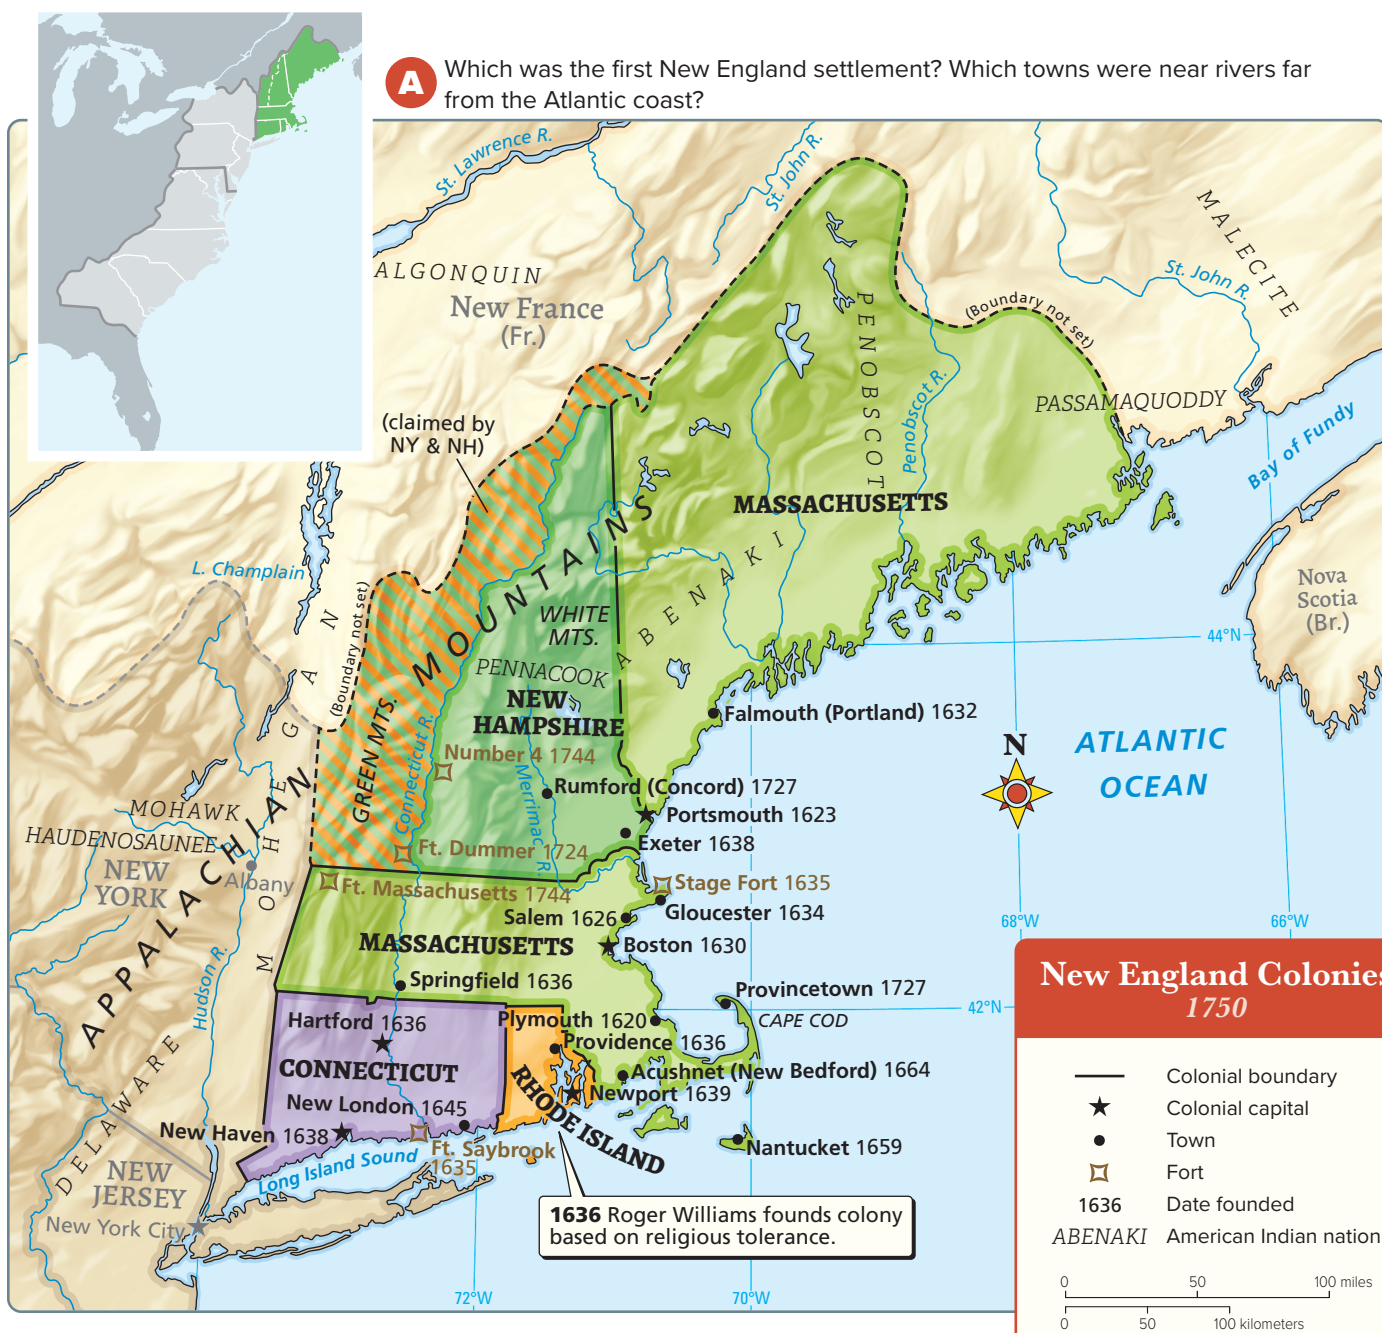 A
Which was the first New England settlement? Which towns were near rivers far
from the Atlantic coast?
St. Lawrence R.
St. John R.
MALECITE
St. John R.
ALGONQUIN
New France
(Fr.)
(Boundary not set)
PENOBSCOT
Penobscot R.
PASSAMAQUODDY
Bay of Fundy
(claimed by
NY & NH)
MASSACHUSETTS
L. Champlain
(Boundary not set)
APPALACHIAN MOUNTAINS
WHITE
MTS.
ABENAKI
Nova
Scotia
(Br.)
44°N
PENNACOOK
NEW
HAMPSHIRE
GREEN MTS.
Connecticut R.
Merrimac R.
Falmouth (Portland) 1632
ATLANTIC
OCEAN
N
Number 4 1744
Rumford (Concord) 1727
Portsmouth 1623
Exeter 1638
MOHAWK
HAUDENOSAUNEE
MOHEGAN
NEW
YORK
Albany
Ft. Dummer 1724
Ft. Massachusetts 1744
Stage Fort 1635
Gloucester 1634
Salem 1626
68°W
66°W
MASSACHUSETTS
Boston 1630
Hudson R.
Springfield 1636
Provincetown 1727
42°N
CAPE COD
Hartford 1636
Plymouth 1620
Providence 1636
CONNECTICUT
Acushnet (New Bedford) 1664
Newport 1639
RHODE ISLAND
New London 1645
New Haven 1638
Ft. Saybrook
1635
Nantucket 1659
Long Island Sound
DELAWARE
NEW
JERSEY
New York City
1636 Roger Williams founds colony
based on religious tolerance.
72°W
70°W
New England Colonies
1750
Colonial boundary
Colonial capital
Town
Fort
1636 Date founded
ABENAKI American Indian nation
0 50 100 miles
0 50 100 kilometers